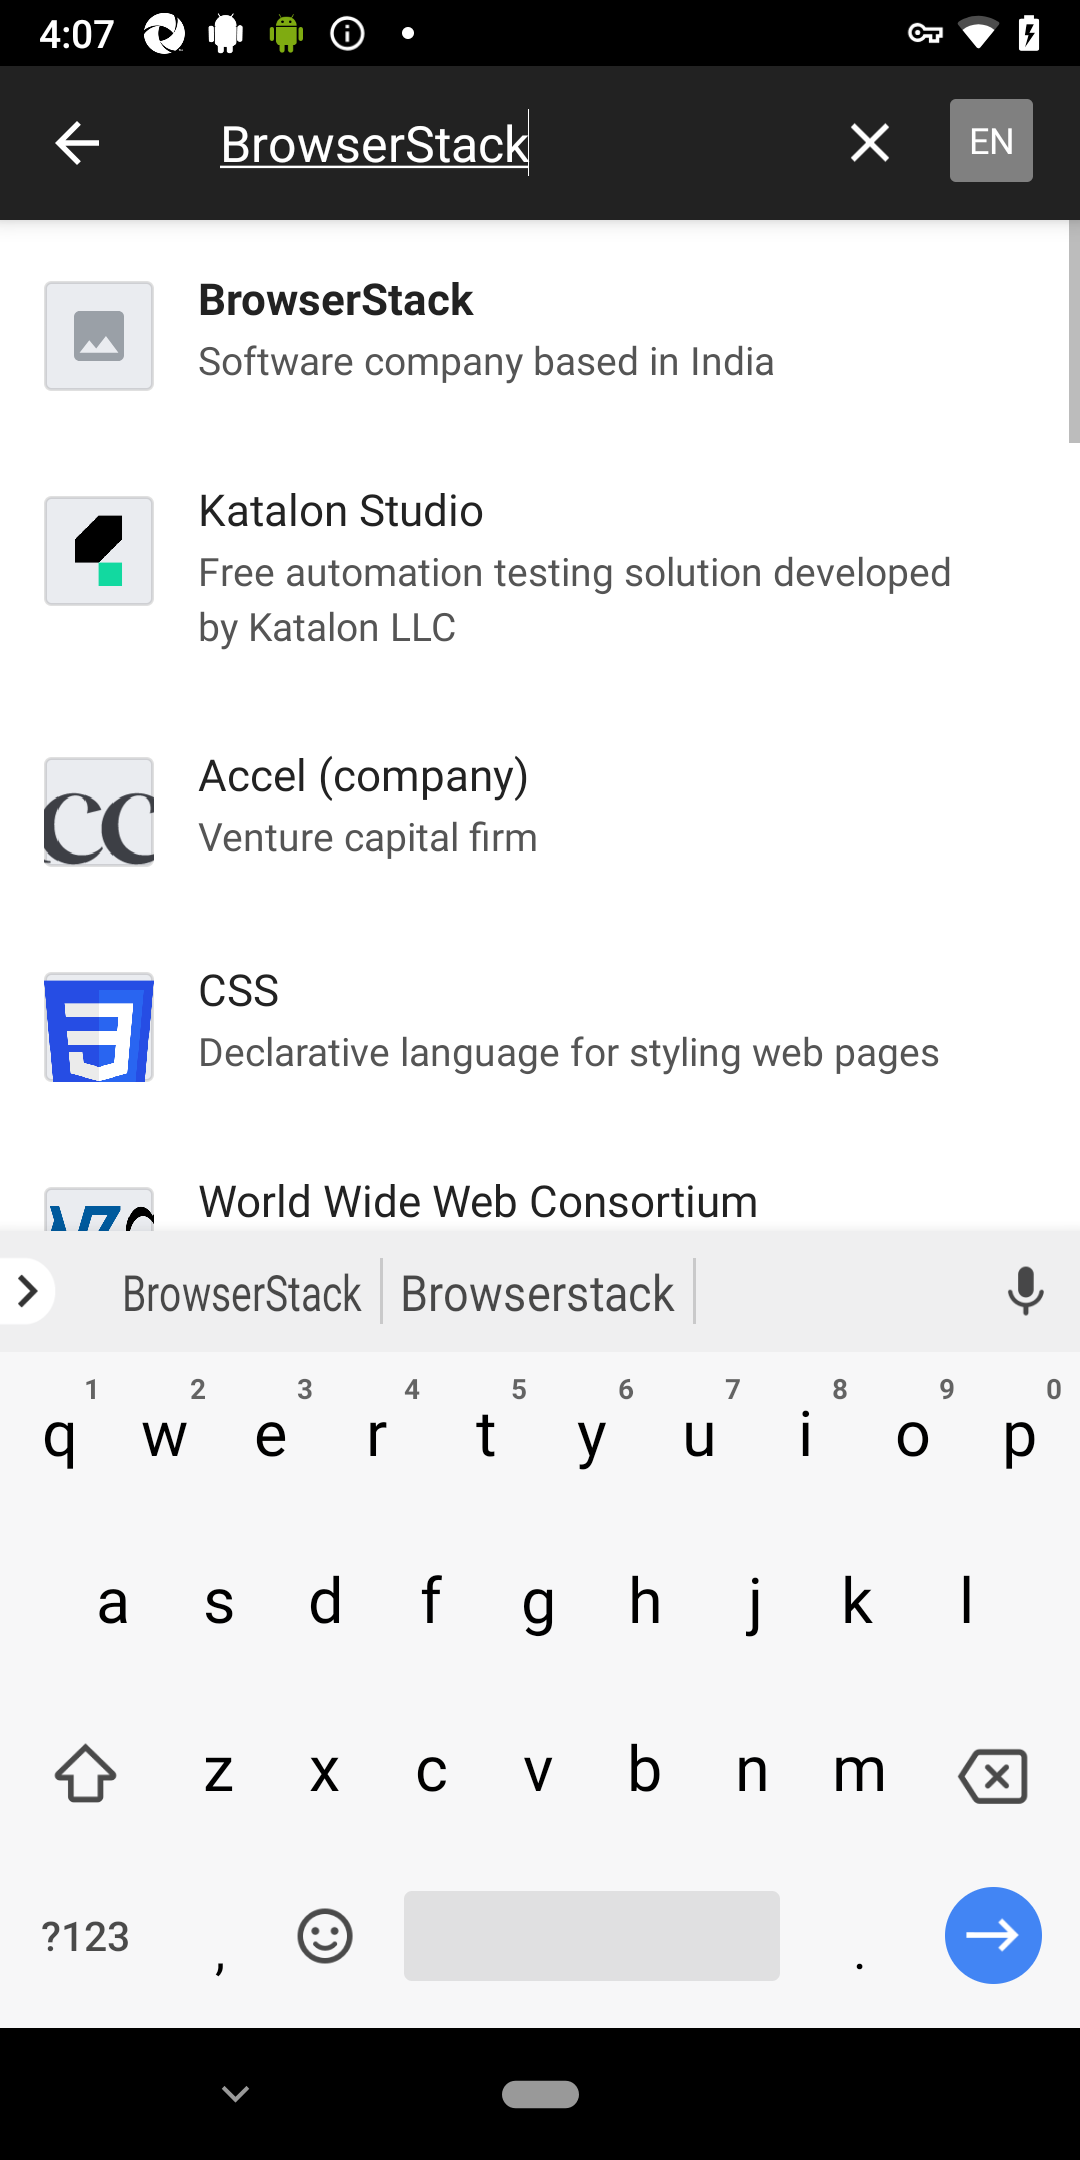 4:07
BrowserStack
EN
BrowserStack
Software company based in India
Katalon Studio
Free automation testing solution developed
by Katalon LLC
Accel (company)
Venture capital firm
CSS
Declarative language for styling web pages
World Wide Web Consortium
BrowserStack Browserstack
1 2 3 4 5 6 7 8 9 0
q w e r t y u i o p
a s d f g h j k l
z x c v b n m
?123 , .